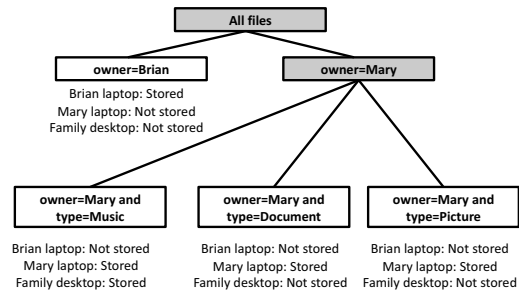 All files
owner=Brian
owner=Mary
Brian laptop: Stored
Mary laptop: Not stored
Family desktop: Not stored
owner=Mary and
type=Music
owner=Mary and
type=Document
owner=Mary and
type=Picture
Brian laptop: Not stored
Mary laptop: Stored
Family desktop: Stored
Brian laptop: Not stored
Mary laptop: Stored
Family desktop: Not stored
Brian laptop: Not stored
Mary laptop: Stored
Family desktop: Not stored